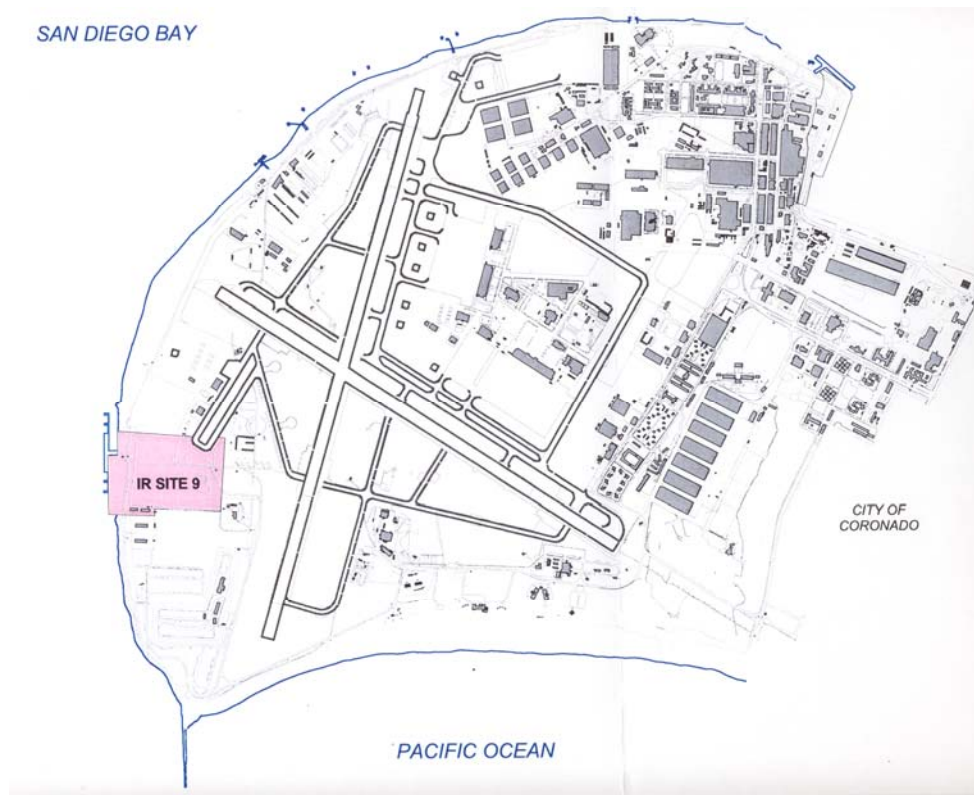 SAN DIEGO BAY
IR SITE 9
CITY OF
CORONADO
PACIFIC OCEAN